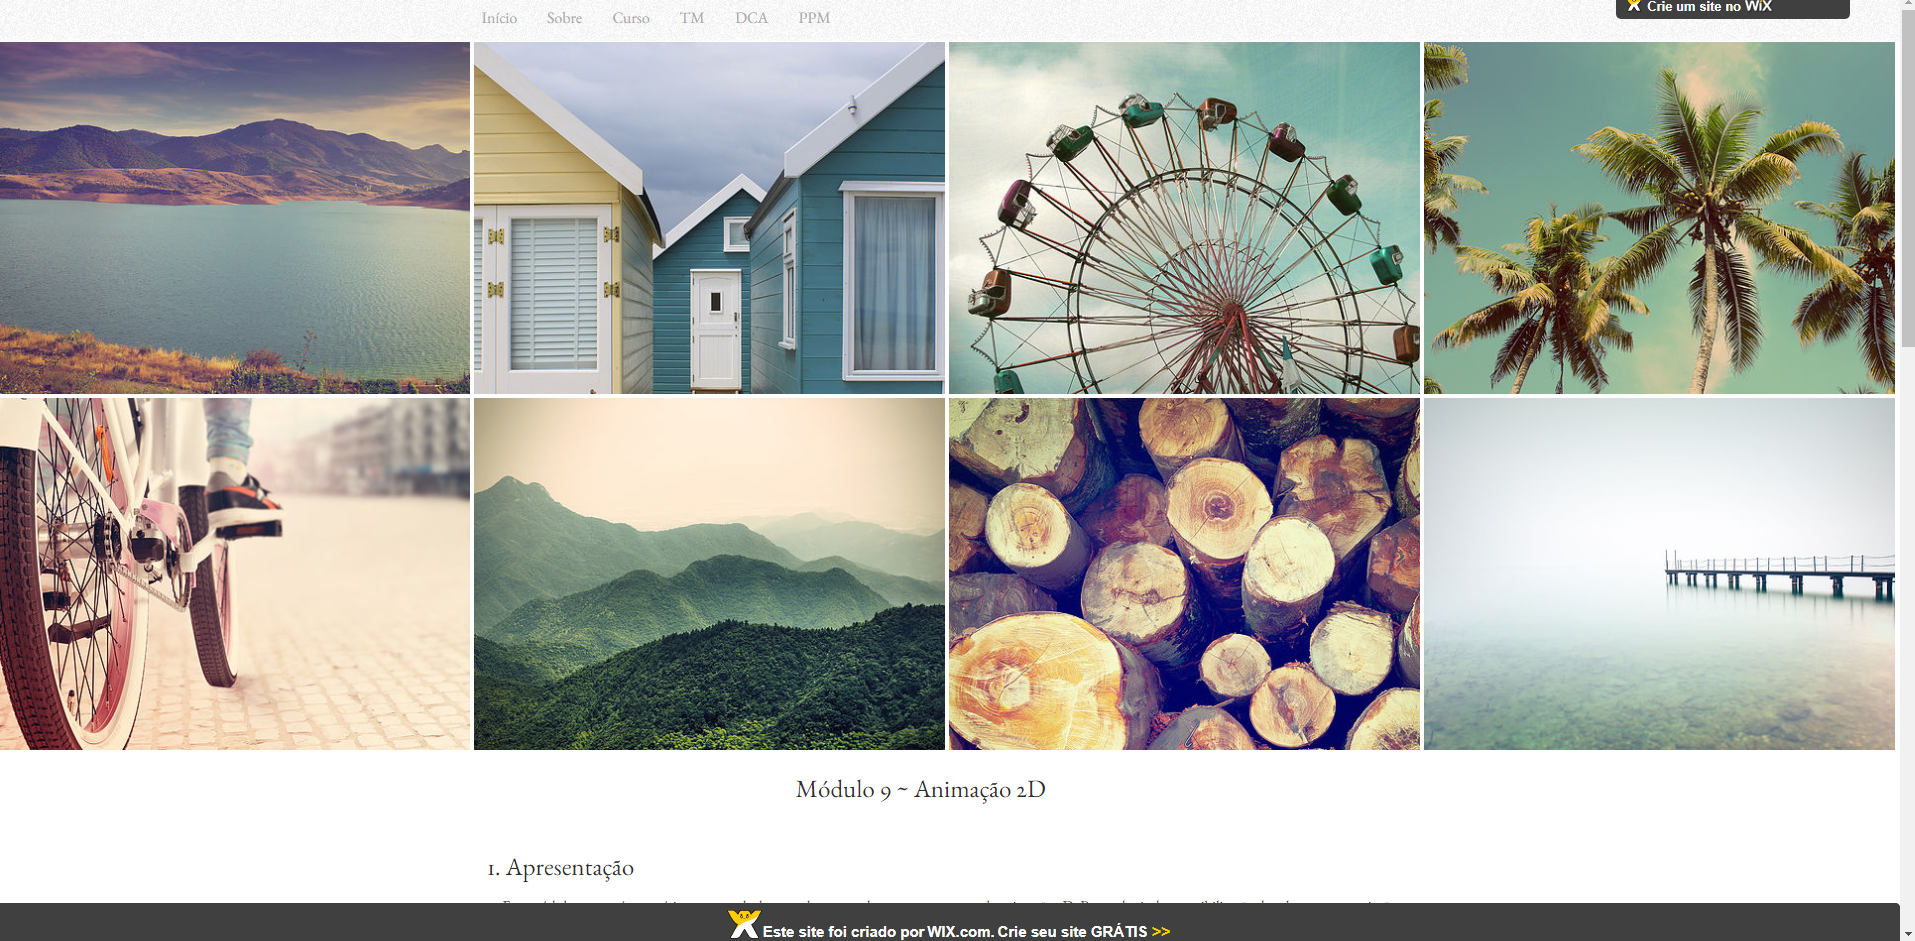 Início Sobre Curso TM DCA PPM
Crie um site no WiX
Módulo 9 ~ Animação 2D
1. Apresentação
Este site foi criado por WIX.com. Crie seu site GRÁTIS >>